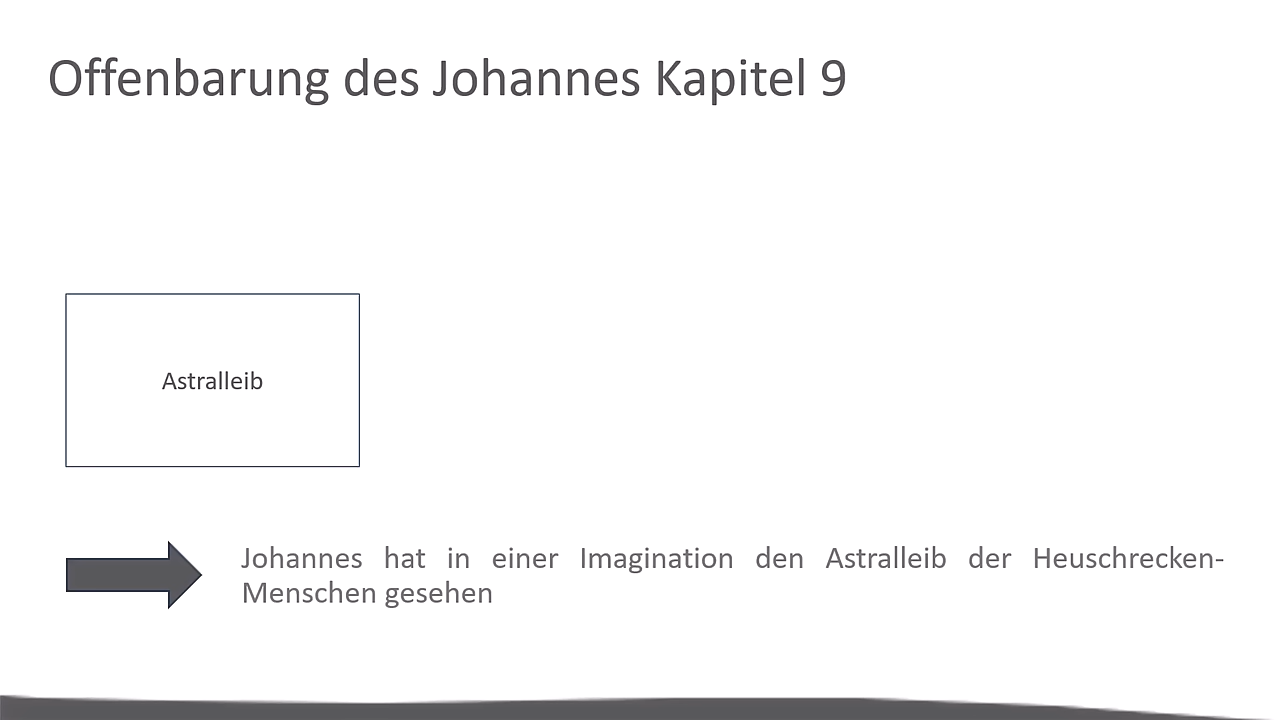 Offenbarung des Johannes Kapitel 9
Astralleib
Johannes hat in einer Imagination den Astralleib der Heuschrecken-
Menschen gesehen